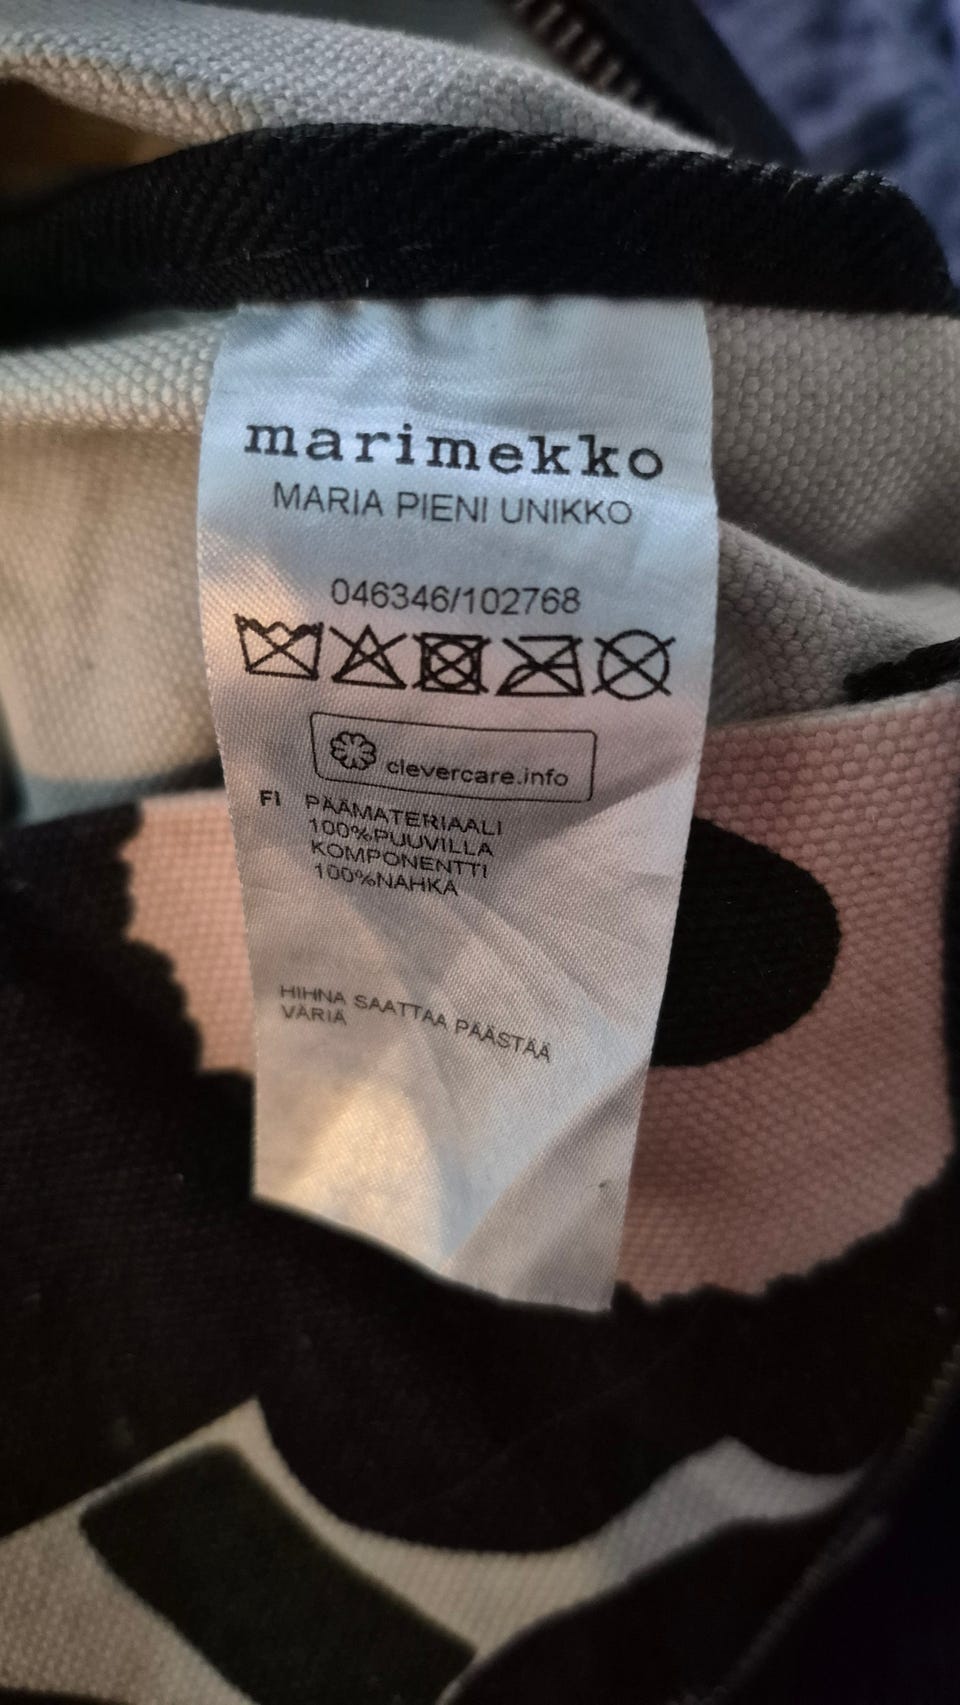 marimekko
MARIA PIENI UNIKKO
046346/102768
clevercare.info
FI PÄÄMATERIAALI
100%PUUVILLA
KOMPONENTTI
100%NAHKA
HIHNA SAATTAA PÄÄSTÄÄ
VÄRIÄ